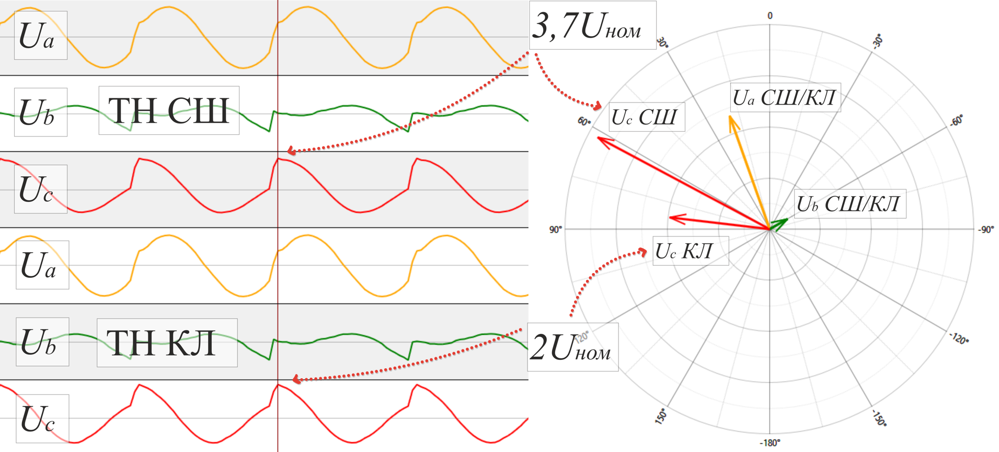 Ua
Ub
ТН СШ
Uc
Ua
Ub
ТН КЛ
Uc
3,7Uном
2Uном
0
30°
-30°
60°
-60°
90°
-90°
120°
-120°
150°
-150°
-180°
Uc СШ
Ua СШ/КЛ
Ub СШ/КЛ
Uc КЛ